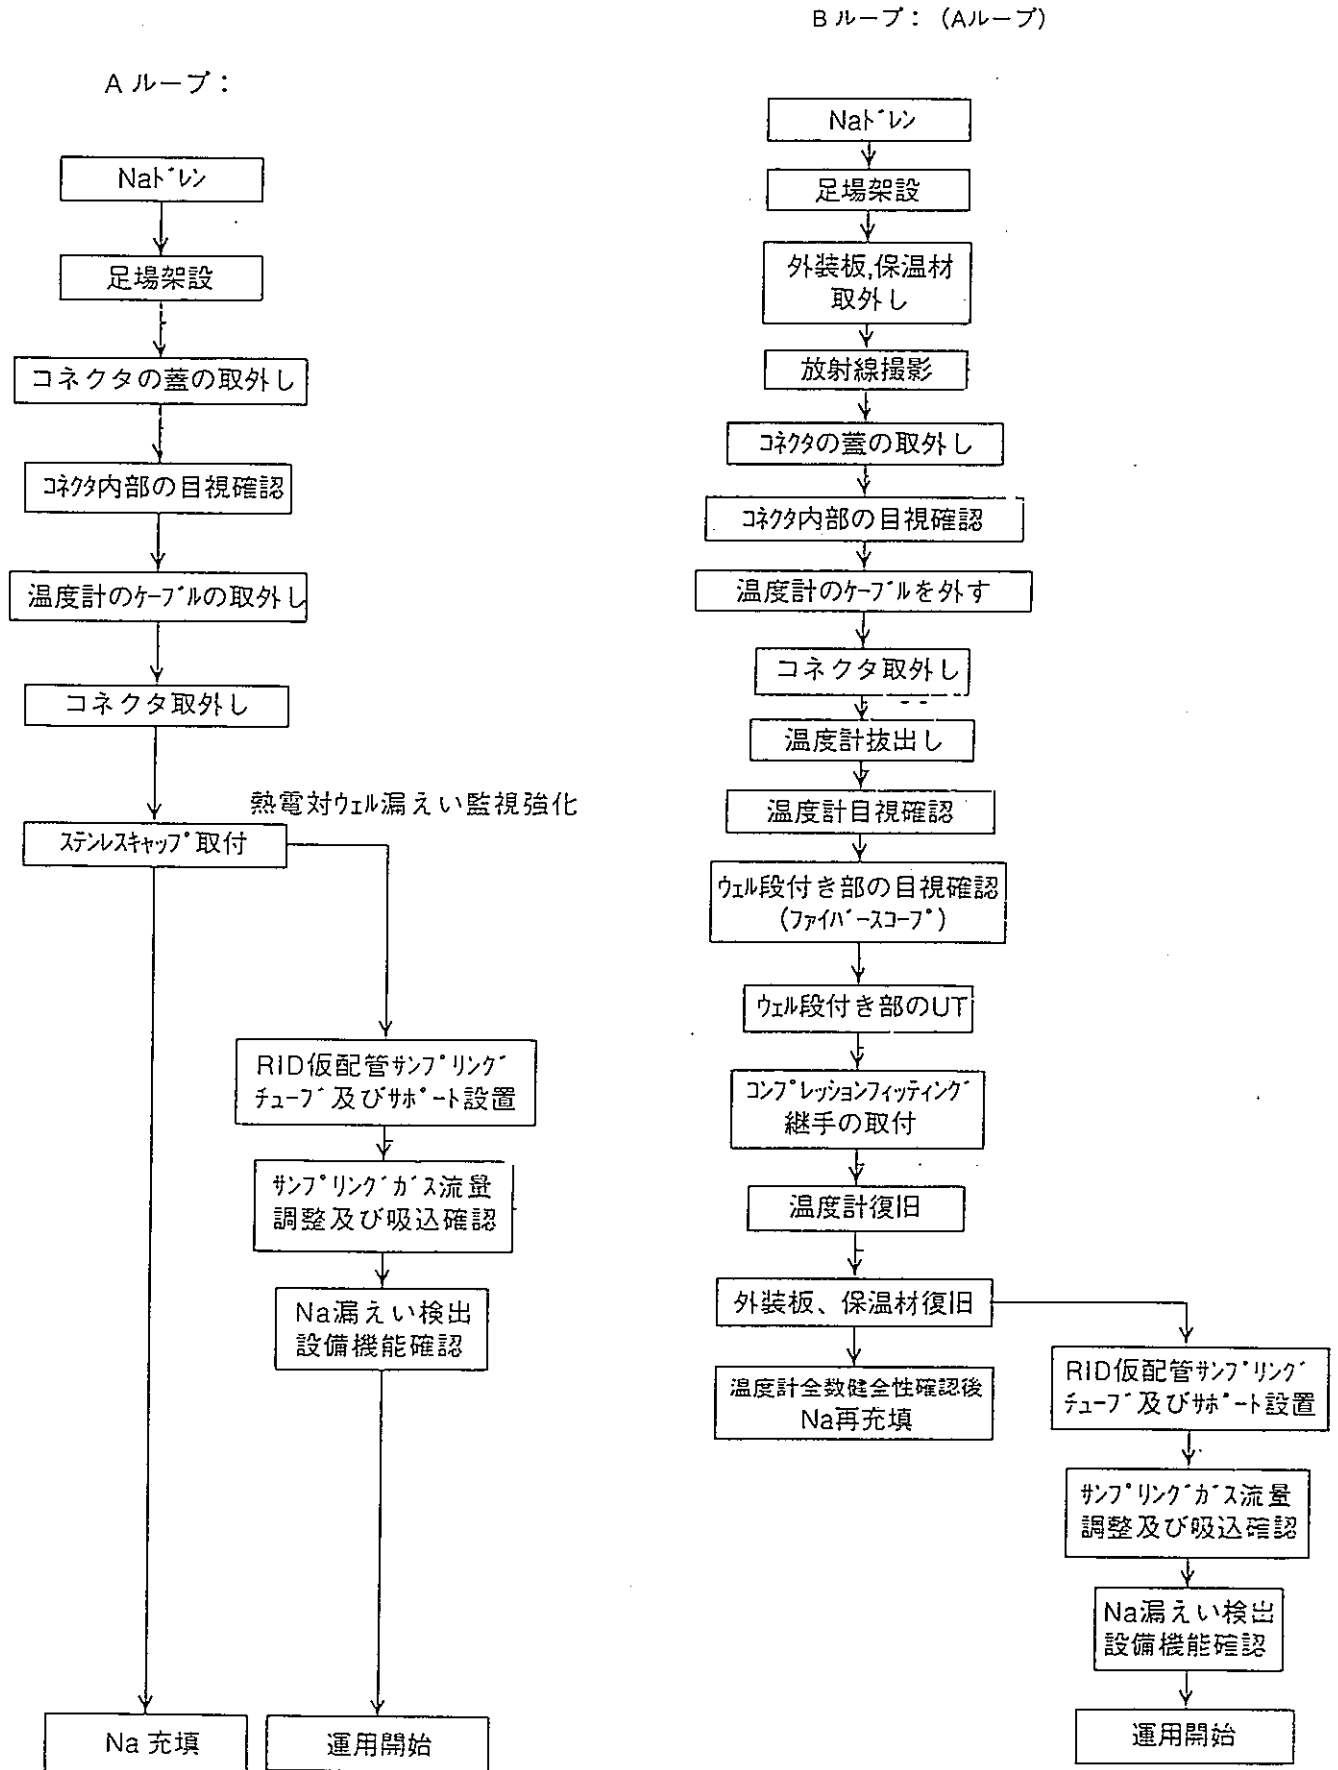 Aループ：
Naドレン
足場架設
コネクタの蓋の取外し
ｺﾈｸﾀ内部の目視確認
温度計のｹｰﾌﾞﾙの取外し
コネクタ取外し
熱電対ｳｪﾙ漏えい監視強化
ｽﾃﾝﾚｽｷｬｯﾌﾟ取付
RID仮配管ｻﾝﾌﾟﾘﾝｸﾞ
ﾁｭｰﾌﾞ及びｻﾎﾟｰﾄ設置
ｻﾝﾌﾟﾘﾝｸﾞｶﾞｽ流量
調整及び吸込確認
Na漏えい検出
設備機能確認
Na充填
運用開始
Bループ：(Aループ)
Naﾄﾞﾚﾝ
足場架設
外装板,保温材
取外し
放射線撮影
ｺﾈｸﾀの蓋の取外し
ｺﾈｸﾀ内部の目視確認
温度計のｹｰﾌﾞﾙを外す
コネクタ取外し
温度計抜出し
温度計目視確認
ｳｪﾙ段付き部の目視確認
(ﾌｧｲﾊﾞｰｽｺｰﾌﾟ)
ｳｪﾙ段付き部のUT
ｺﾝﾌﾟﾚｯｼｮﾝﾌｨｯﾃｨﾝｸﾞ
継手の取付
温度計復旧
外装板、保温材復旧
温度計全数健全性確認後
Na再充填
RID仮配管ｻﾝﾌﾟﾘﾝｸﾞ
ﾁｭｰﾌﾞ及びｻﾎﾟｰﾄ設置
ｻﾝﾌﾟﾘﾝｸﾞｶﾞｽ流量
調整及び吸込確認
Na漏えい検出
設備機能確認
運用開始